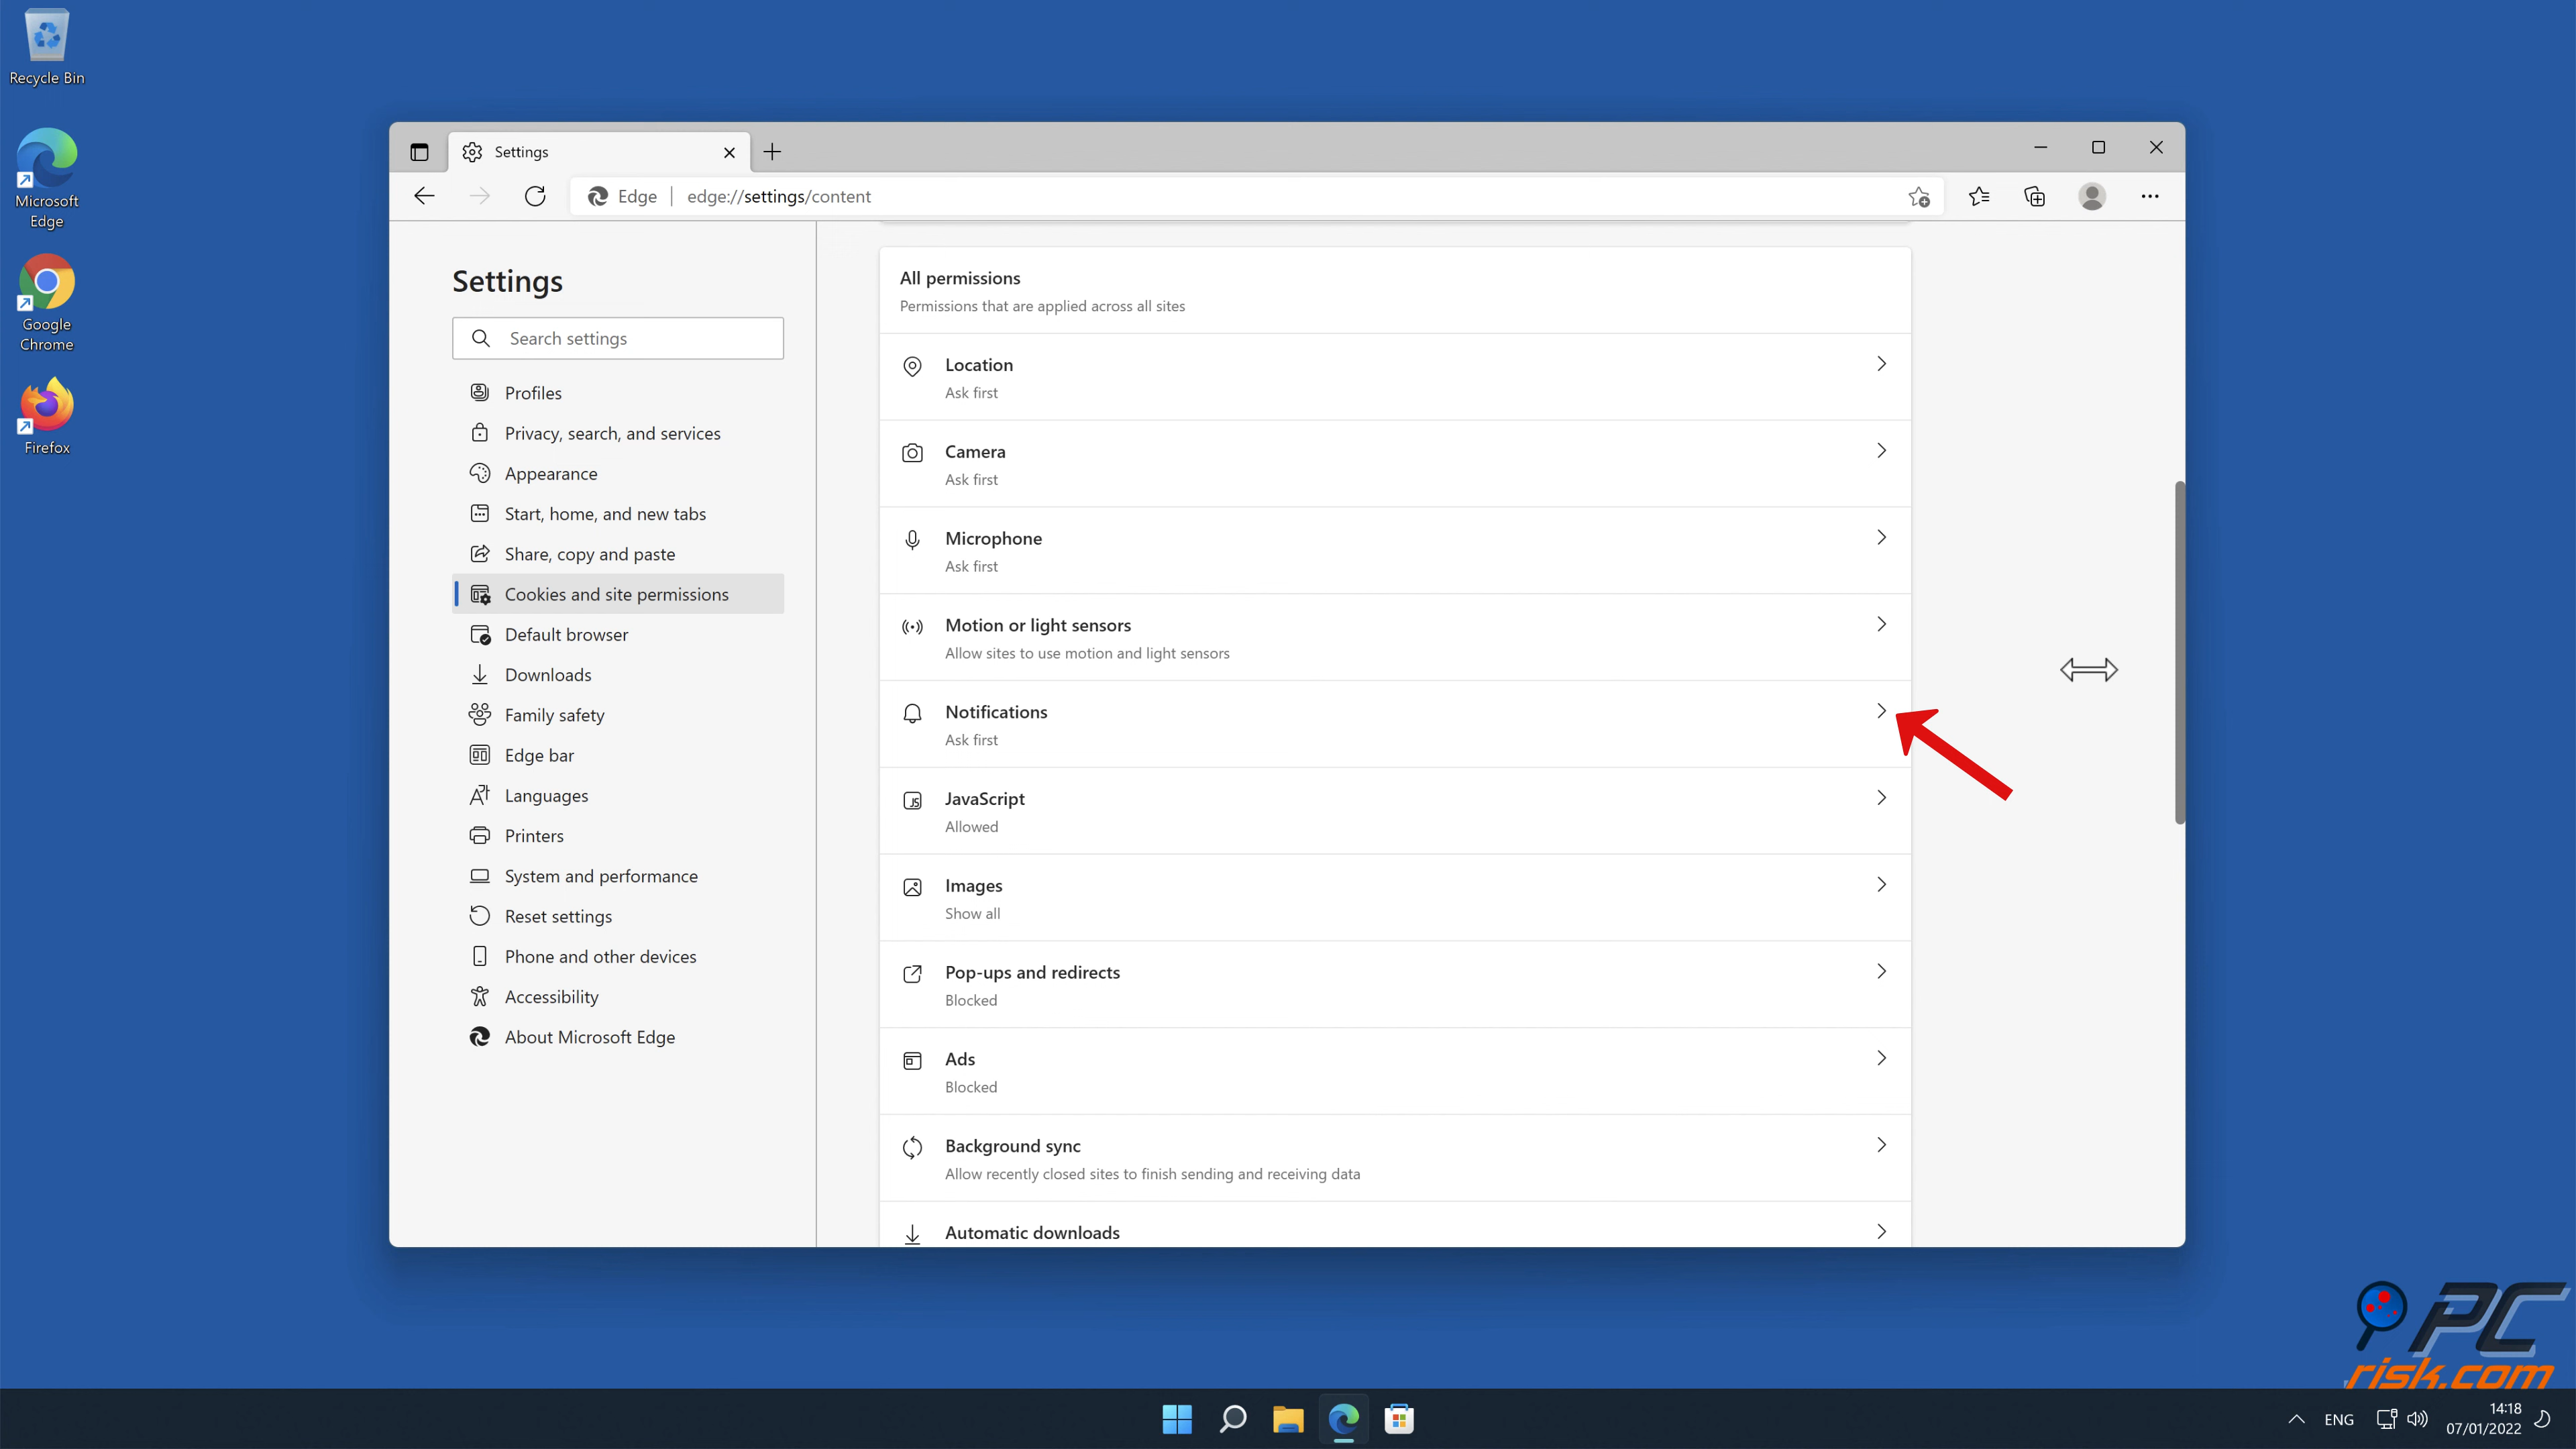 Recycle Bin
Microsoft
Edge
Google
Chrome
Firefox
Settings
Edge
edge://settings/content
Settings
Search settings
Profiles
Privacy, search, and services
Appearance
Start, home, and new tabs
Share, copy and paste
Cookies and site permissions
Default browser
Downloads
Family safety
Edge bar
Languages
Printers
System and performance
Reset settings
Phone and other devices
Accessibility
About Microsoft Edge
All permissions
Permissions that are applied across all sites
Location
Ask first
Camera
Ask first
Microphone
Ask first
Motion or light sensors
Allow sites to use motion and light sensors
Notifications
Ask first
JavaScript
Allowed
Images
Show all
Pop-ups and redirects
Blocked
Ads
Blocked
Background sync
Allow recently closed sites to finish sending and receiving data
Automatic downloads
PC
risk.com
ENG
14:18
07/01/2022